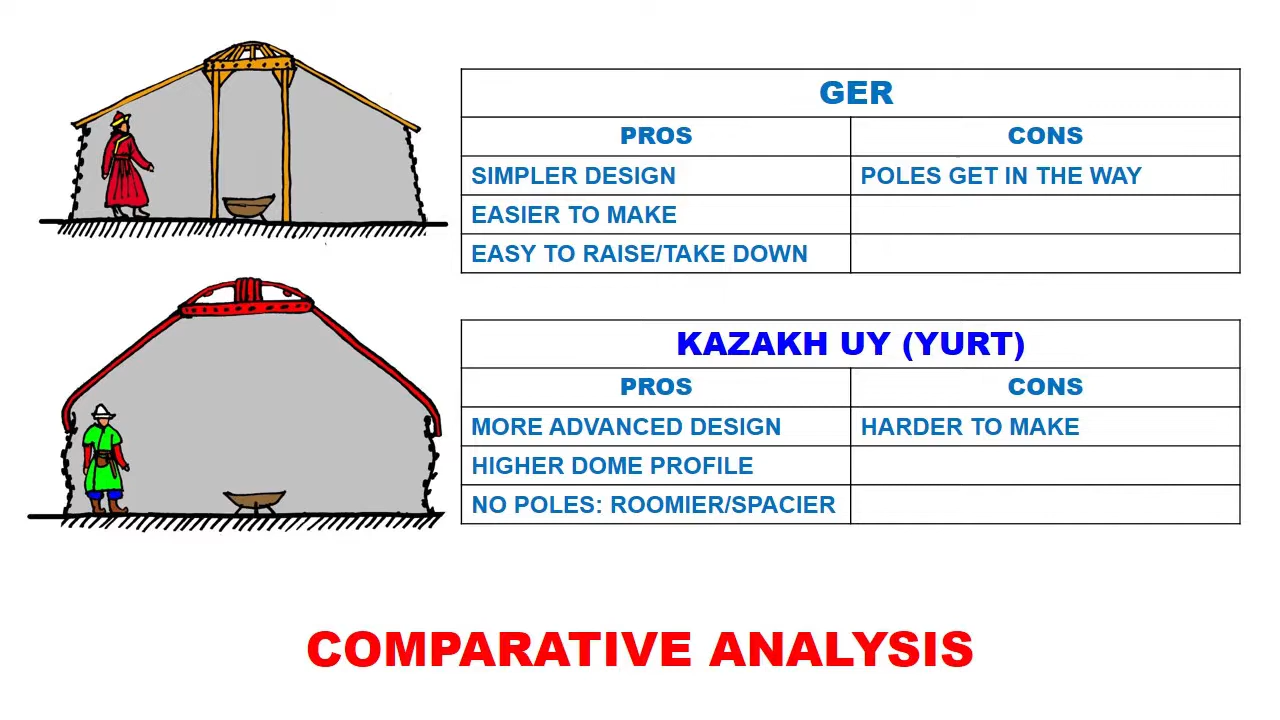 GER
PROS
CONS
SIMPLER DESIGN
POLES GET IN THE WAY
EASIER TO MAKE
EASY TO RAISE/TAKE DOWN
KAZAKH UY (YURT)
PROS
CONS
MORE ADVANCED DESIGN
HARDER TO MAKE
HIGHER DOME PROFILE
NO POLES: ROOMIER/SPACIER
COMPARATIVE ANALYSIS